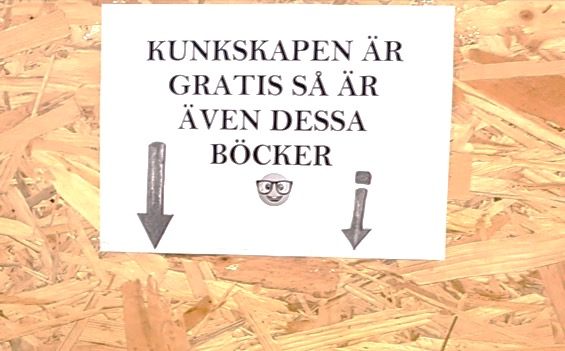 KUNKSKAPEN ÄR
GRATIS SÅ ÄR
ÄVEN DESSA
BÖCKER